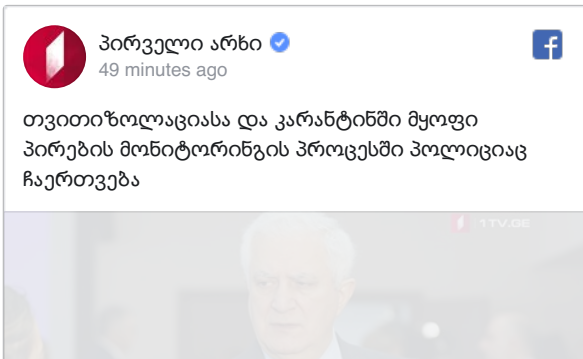 პირველი არხი
49 minutes ago
თვითიზოლაციასა და კარანტინში მყოფი
პირების მონიტორინგის პროცესში პოლიციაც
ჩაერთვება
1TV.GE